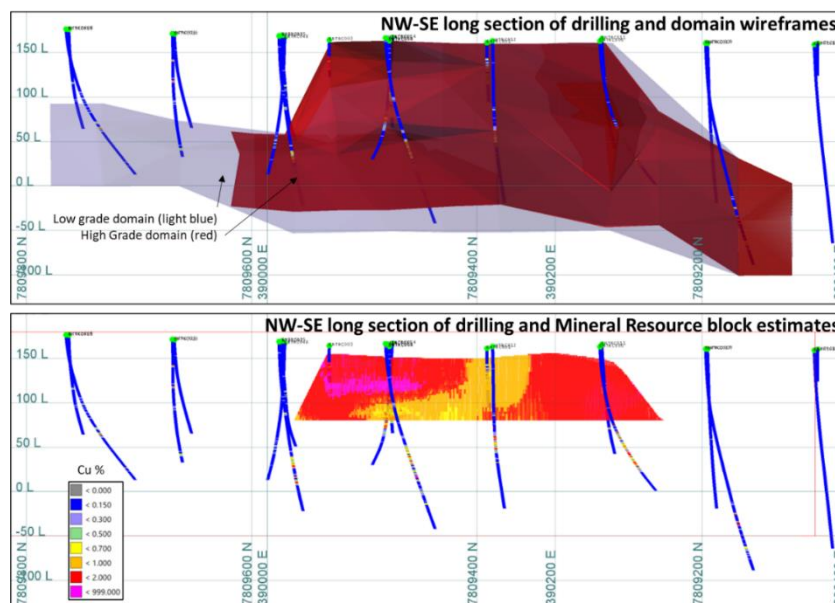 NW-SE long section of drilling and domain wireframes
150 L
100 L
50 L
0 L
-50 L
Low grade domain (light blue)
High Grade domain (red)
7809800 N
7809600 N
390000 E
7809400 N
390200 E
7809200 N
NW-SE long section of drilling and Mineral Resource block estimates
150 L
100 L
50 L
0 L
-50 L
Cu %
< 0.000
< 0.150
< 0.300
< 0.500
< 0.700
< 1.000
< 2.000
< 999.000
7809600 N
390000 E
7809400 N
390200 E
7809200 N